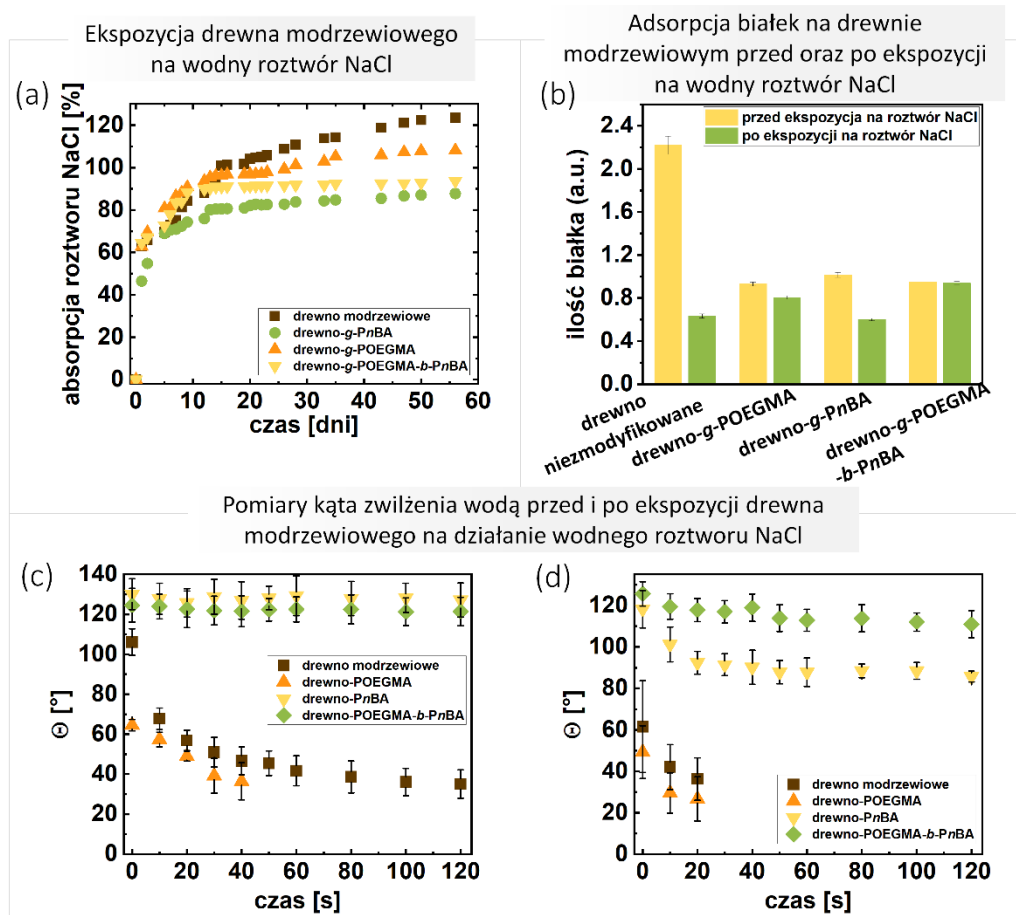 Ekspozycja drewna modrzewiowego
na wodny roztwór NaCl
Adsorpcja białek na drewnie
modrzewiowym przed oraz po ekspozycji
na wodny roztwór NaCl
(a)
absorpcja roztworu NaCl [%]
120
100
80
60
40
20
0
drewno modrzewiowe
drewno-g-PnBA
drewno-g-POEGMA
drewno-g-POEGMA-b-PnBA
0 10 20 30 40 50 60
czas [dni]
(b)
ilość białka (a.u.)
2.4
2.0
1.6
1.2
0.8
0.4
0.0
przed ekspozycja na roztwór NaCl
po ekspozycji na roztwór NaCl
drewno
niezmodyfikowane
drewno-g-POEGMA
drewno-g-PnBA
drewno-g-POEGMA
-b-PnBA
Pomiary kąta zwilżenia wodą przed i po ekspozycji drewna
modrzewiowego na działanie wodnego roztworu NaCl
(c)
Θ [°]
140
120
100
80
60
40
20
0
drewno modrzewiowe
drewno-POEGMA
drewno-PnBA
drewno-POEGMA-b-PnBA
0 20 40 60 80 100 120
czas [s]
(d)
Θ [°]
120
100
80
60
40
20
0
drewno modrzewiowe
drewno-POEGMA
drewno-PnBA
drewno-POEGMA-b-PnBA
0 20 40 60 80 100 120
czas [s]